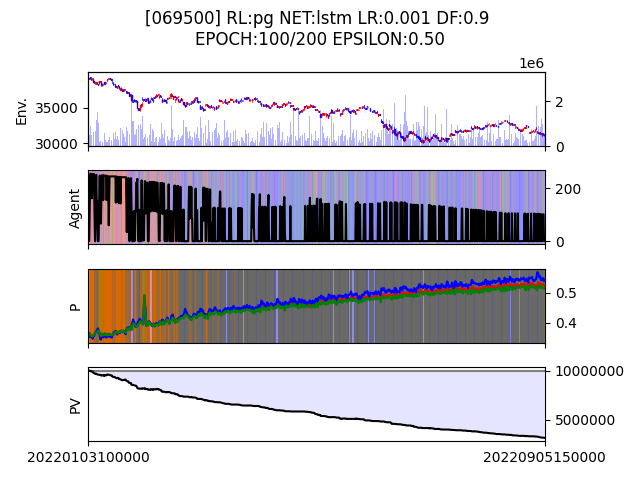 [069500] RL:pg NET:lstm LR:0.001 DF:0.9
EPOCH:100/200 EPSILON:0.50
1e6
Env.
35000
30000
2
0
Agent
200
0
P
0.5
0.4
PV
10000000
5000000
20220103100000
20220905150000